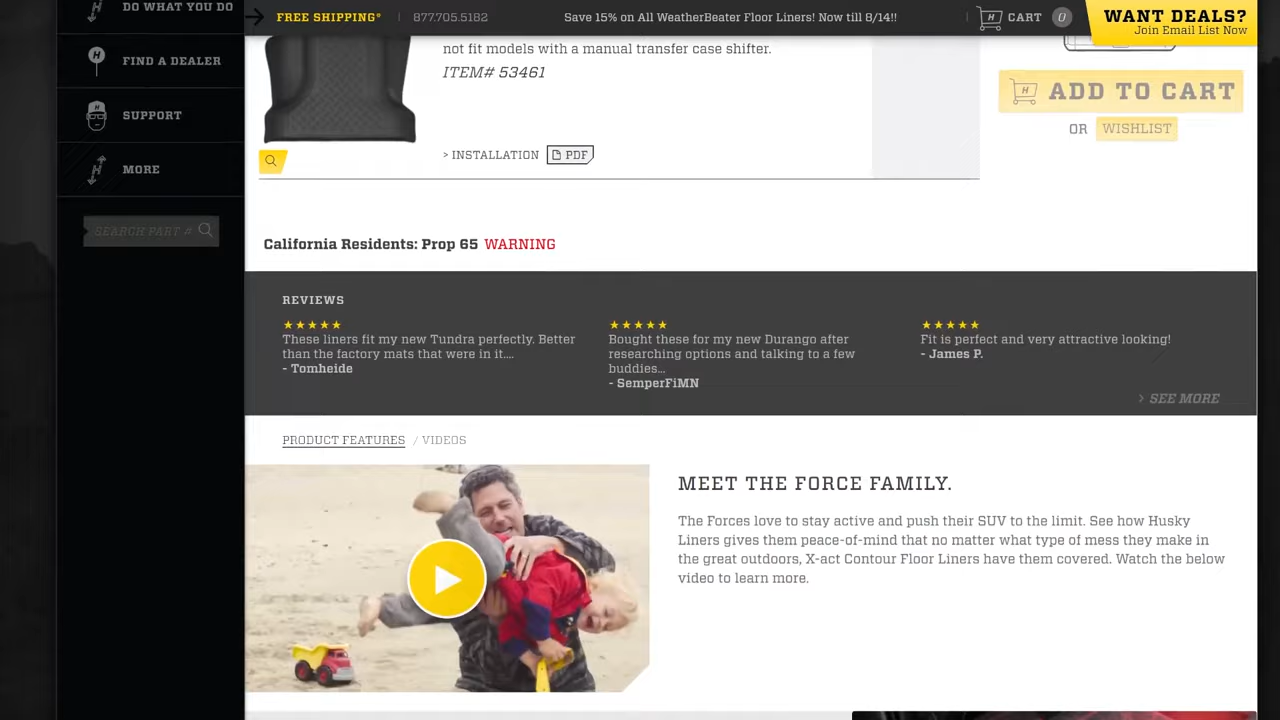 DO WHAT YOU DO
FIND A DEALER
SUPPORT
MORE
SEARCH PART #
FREE SHIPPING*
877.705.5182
Save 15% on All WeatherBeater Floor Liners! Now till 8/14!!
H
CART
0
WANT DEALS?
Join Email List Now
not fit models with a manual transfer case shifter.
ITEM# 53461
> INSTALLATION
PDF
H
ADD TO CART
OR
WISHLIST
California Residents: Prop 65 WARNING
REVIEWS
These liners fit my new Tundra perfectly. Better
than the factory mats that were in it....
- Tomheide
Bought these for my new Durango after
researching options and talking to a few
buddies...
- SemperFiMN
Fit is perfect and very attractive looking!
- James P.
> SEE MORE
PRODUCT FEATURES / VIDEOS
MEET THE FORCE FAMILY.
The Forces love to stay active and push their SUV to the limit. See how Husky
Liners gives them peace-of-mind that no matter what type of mess they make in
the great outdoors, X-act Contour Floor Liners have them covered. Watch the below
video to learn more.